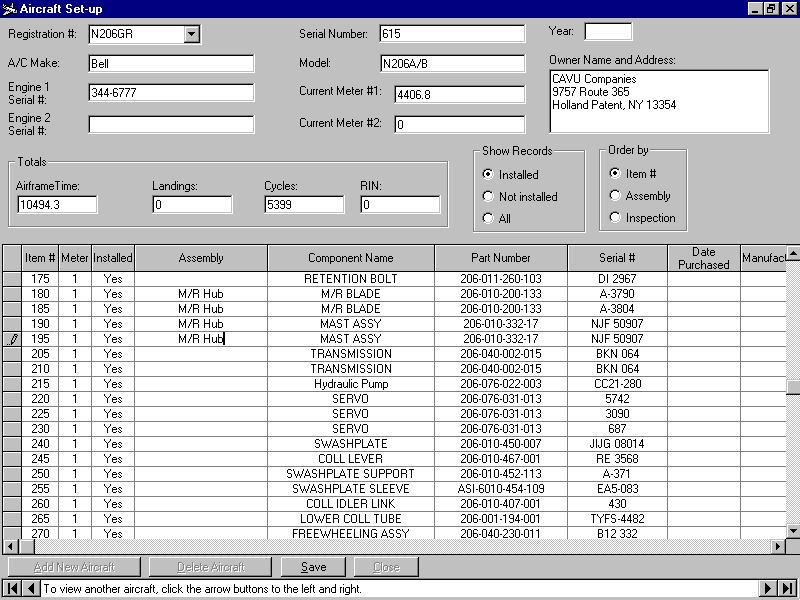 Aircraft Set-up
Registration #: N206GR Serial Number: 615 Year:
A/C Make: Bell Model: N206A/B Owner Name and Address:
Engine 1 Serial #: 344-6777 Current Meter #1: 4406.8 CAVU Companies
9757 Route 365
Holland Patent, NY 13354
Engine 2 Serial #: Current Meter #2: 0
Totals Show Records Order by
AirframeTime: Landings: Cycles: RIN: Installed Item #
10494.3 0 5399 0 Not installed Assembly
All Inspection
Item # Meter Installed Assembly Component Name Part Number Serial # Date Purchased Manufact
175 1 Yes RETENTION BOLT 206-011-260-103 DI 2967
180 1 Yes M/R Hub M/R BLADE 206-010-200-133 A-3790
185 1 Yes M/R Hub M/R BLADE 206-010-200-133 A-3804
190 1 Yes M/R Hub MAST ASSY 206-010-332-17 NJF 50907
195 1 Yes M/R Hub MAST ASSY 206-010-332-17 NJF 50907
205 1 Yes TRANSMISSION 206-040-002-015 BKN 064
210 1 Yes TRANSMISSION 206-040-002-015 BKN 064
215 1 Yes Hydraulic Pump 206-076-022-003 CC21-280
220 1 Yes SERVO 206-076-031-013 5742
225 1 Yes SERVO 206-076-031-013 3090
230 1 Yes SERVO 206-076-031-013 687
240 1 Yes SWASHPLATE 206-010-450-007 JIJG 08014
245 1 Yes COLL LEVER 206-010-467-001 RE 3568
250 1 Yes SWASHPLATE SUPPORT 206-010-452-113 A-371
255 1 Yes SWASHPLATE SLEEVE ASI-6010-454-109 EA5-083
260 1 Yes COLL IDLER LINK 206-010-407-001 430
265 1 Yes LOWER COLL TUBE 206-001-194-001 TYFS-4482
270 1 Yes FREEWHEELING ASSY 206-040-230-011 B12 332
Add New Aircraft Delete Aircraft Save Close
To view another aircraft, click the arrow buttons to the left and right.